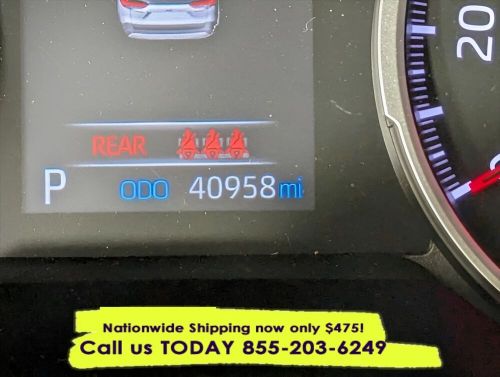 20
REAR
P ODO 40958 mi
Nationwide Shipping now only $475!
Call us TODAY 855-203-6249